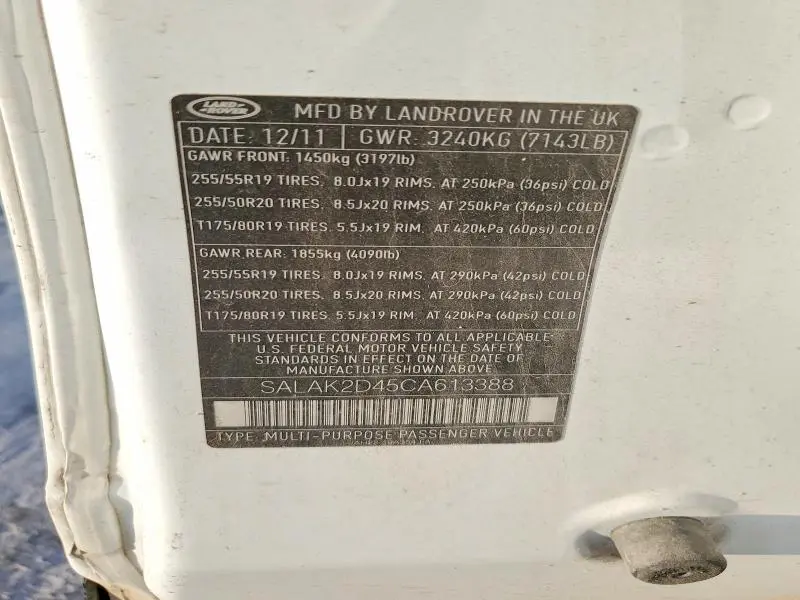 LAND ROVER
MFD BY LANDROVER IN THE UK
DATE: 12/11 GWR: 3240KG (7143LB)
GAWR FRONT: 1450kg (3197lb)
255/55R19 TIRES, 8.0Jx19 RIMS, AT 250kPa (36psi) COLD
255/50R20 TIRES, 8.5Jx20 RIMS, AT 250kPa (36psi) COLD
T175/80R19 TIRES, 5.5Jx19 RIM, AT 420kPa (60psi) COLD
GAWR REAR: 1855kg (4090lb)
255/55R19 TIRES, 8.0Jx19 RIMS, AT 290kPa (42psi) COLD
255/50R20 TIRES, 8.5Jx20 RIMS, AT 290kPa (42psi) COLD
T175/80R19 TIRES, 5.5Jx19 RIM, AT 420kPa (60psi) COLD
THIS VEHICLE CONFORMS TO ALL APPLICABLE
U.S. FEDERAL MOTOR VEHICLE SAFETY
STANDARDS IN EFFECT ON THE DATE OF
MANUFACTURE SHOWN ABOVE
SALAK2D45CA613388
TYPE: MULTI-PURPOSE PASSENGER VEHICLE